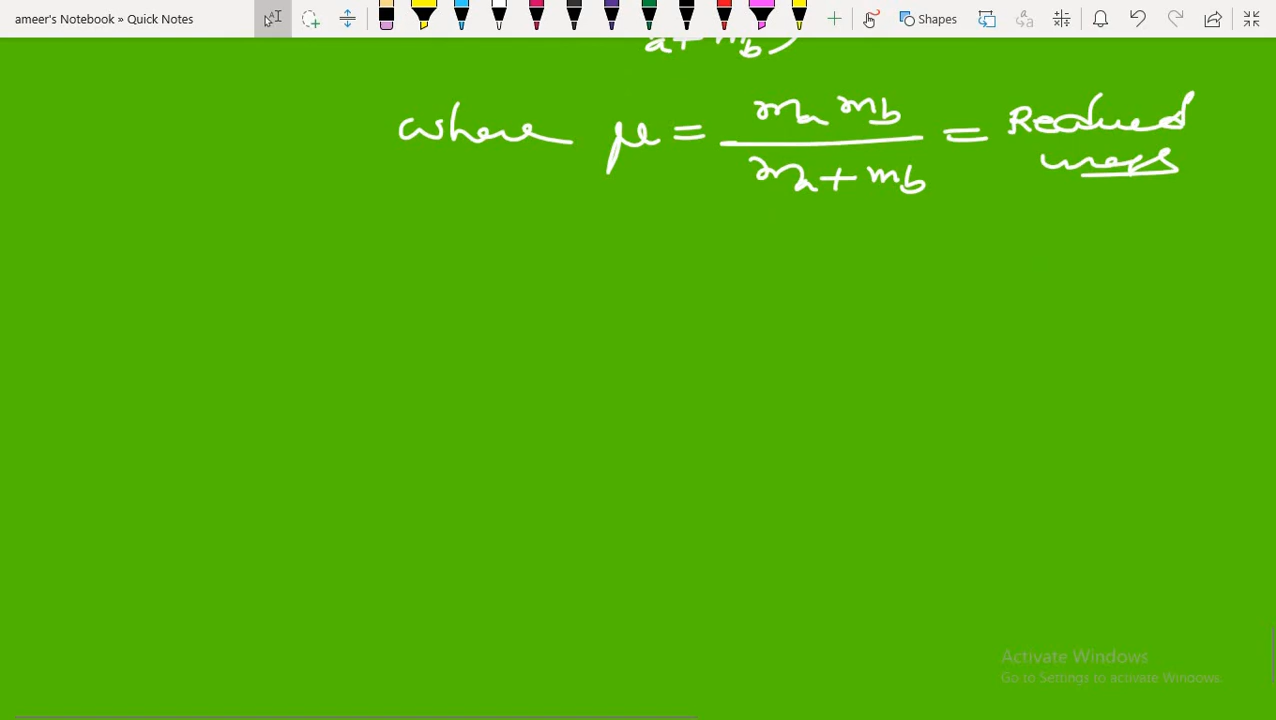 ameer's Notebook » Quick Notes
Shapes
a + mb)
where μ = ma mb / ma + mb = Reduced
mass
Activate Windows
Go to Settings to activate Windows.